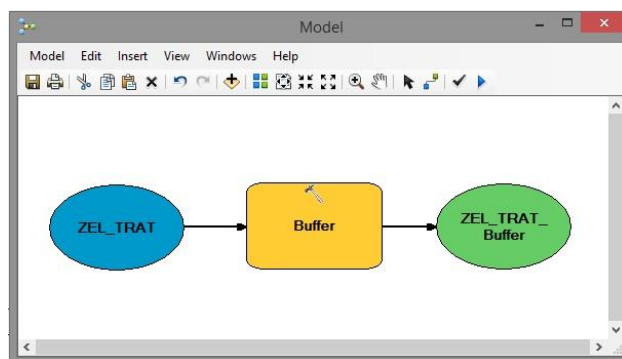 Model
Model Edit Insert View Windows Help
ZEL_TRAT
Buffer
ZEL_TRAT_
Buffer